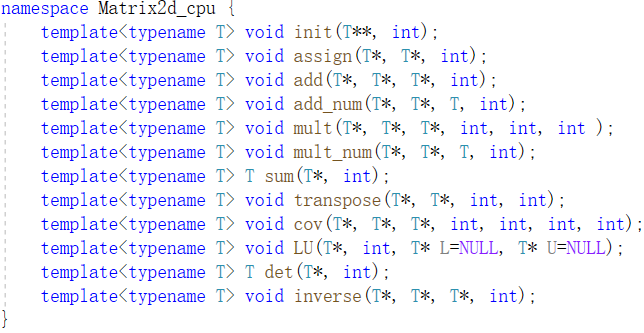 namespace Matrix2d_cpu {
    template<typename T> void init(T**, int);
    template<typename T> void assign(T*, T*, int);
    template<typename T> void add(T*, T*, T*, int);
    template<typename T> void add_num(T*, T*, T, int);
    template<typename T> void mult(T*, T*, T*, int, int, int );
    template<typename T> void mult_num(T*, T*, T, int);
    template<typename T> T sum(T*, int);
    template<typename T> void transpose(T*, T*, int, int);
    template<typename T> void cov(T*, T*, T*, int, int, int, int);
    template<typename T> void LU(T*, int, T* L=NULL, T* U=NULL);
    template<typename T> T det(T*, int);
    template<typename T> void inverse(T*, T*, T*, int);
}